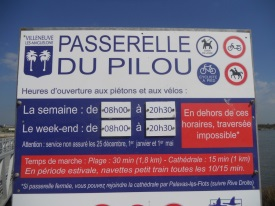 VILLENEUVE
LES-MAGUELONE
PASSERELLE
DU PILOU
Heures d'ouverture aux piétons et aux vélos :
La semaine : de 08h00 à 20h30
Le week-end : de 08h00 à 20h30
Attention : service non assuré les 25 décembre, 1er janvier et 1er mai
En dehors de ces
horaires, traversée
impossible*
Temps de marche : Plage : 30 min (1,8 km) - Cathédrale : 15 min (1 km)
En période estivale, navettes petit train toutes les 10/15 min.
*Si passerelle fermée, vous pouvez rejoindre la cathédrale par Palavas-les-Flots (suivre Rive Droite)